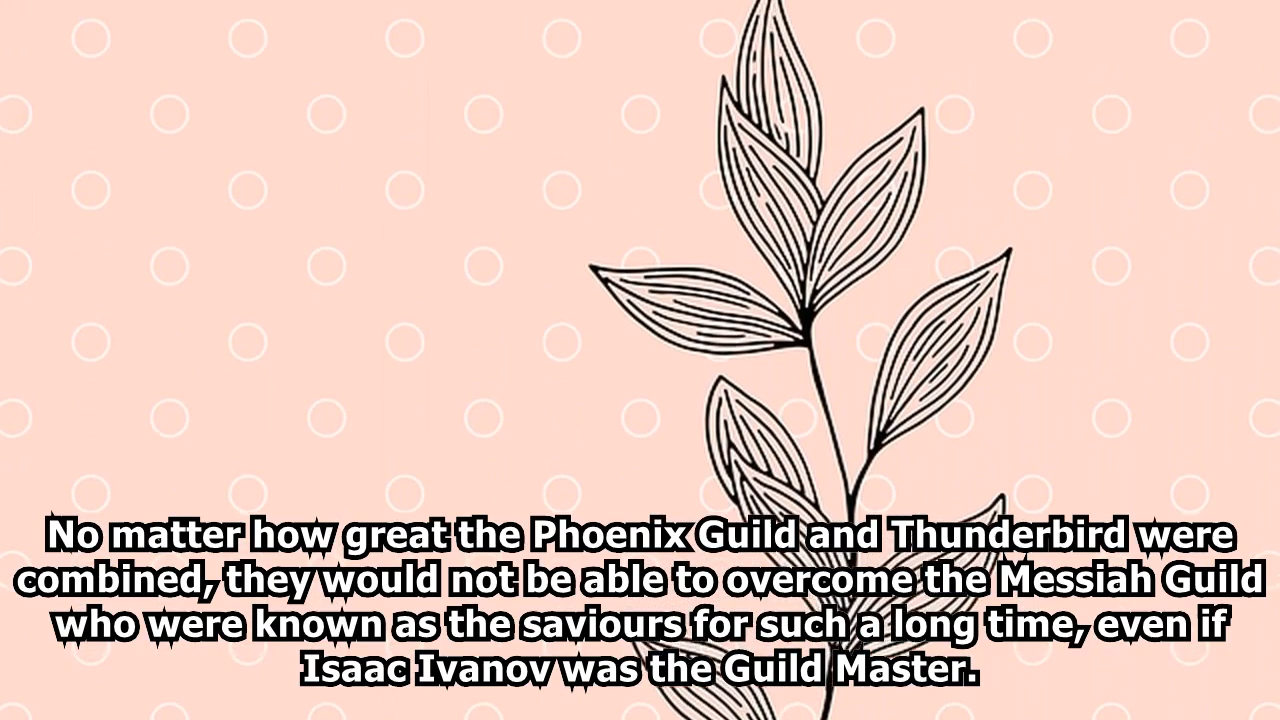 No matter how great the Phoenix Guild and Thunderbird were
combined, they would not be able to overcome the Messiah Guild
who were known as the saviours for such a long time, even if
Isaac Ivanov was the Guild Master.